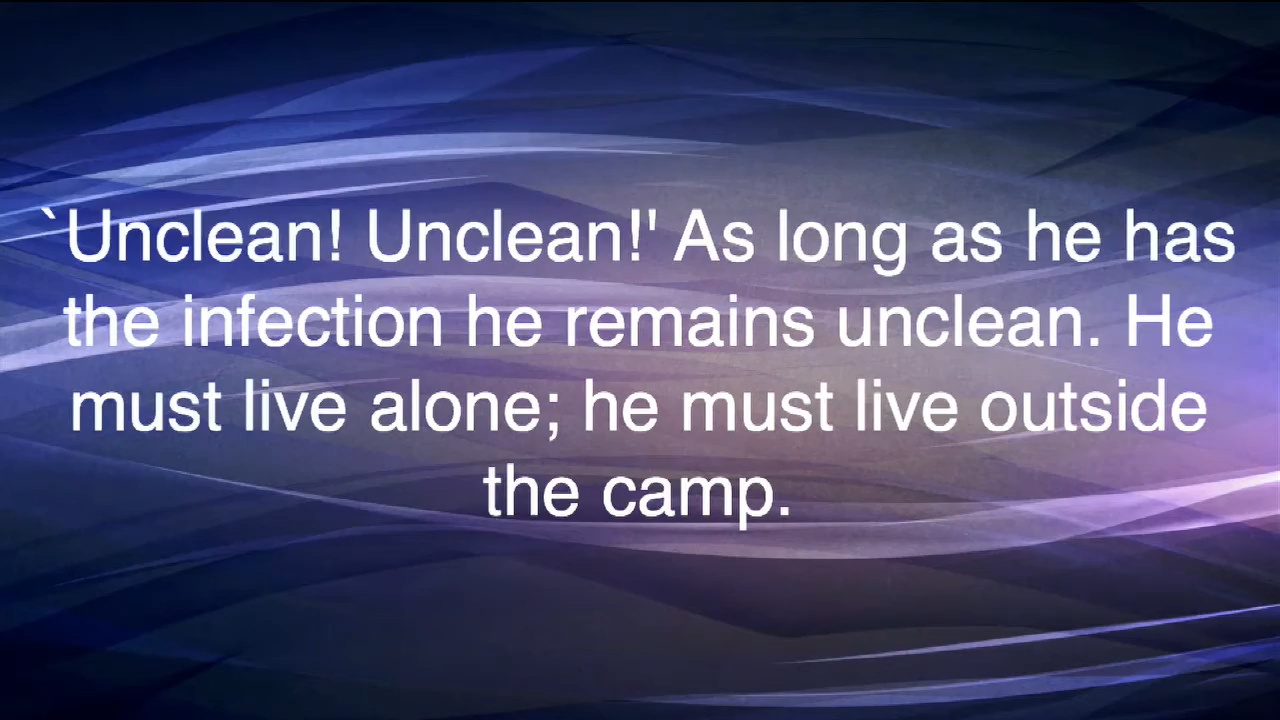 `Unclean! Unclean!' As long as he has
the infection he remains unclean. He
must live alone; he must live outside
the camp.